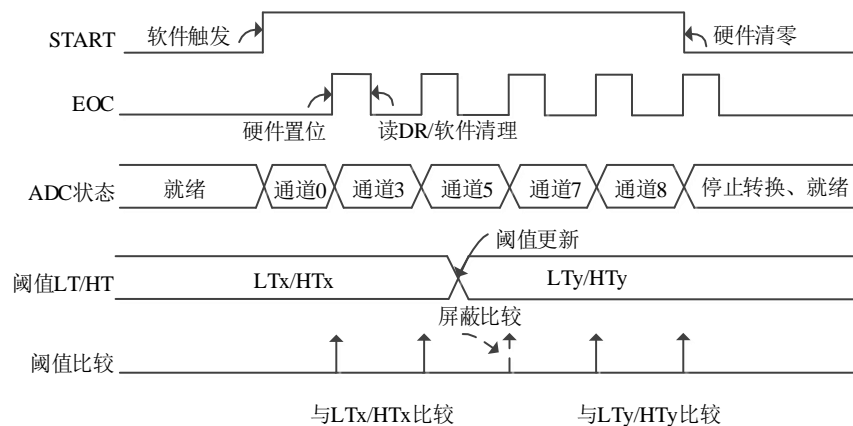 START
软件触发
硬件清零
EOC
硬件置位
读DR/软件清理
ADC状态
就绪
通道0
通道3
通道5
通道7
通道8
停止转换、就绪
阈值更新
阈值LT/HT
LTx/HTx
LTy/HTy
屏蔽比较
阈值比较
与LTx/HTx比较
与LTy/HTy比较